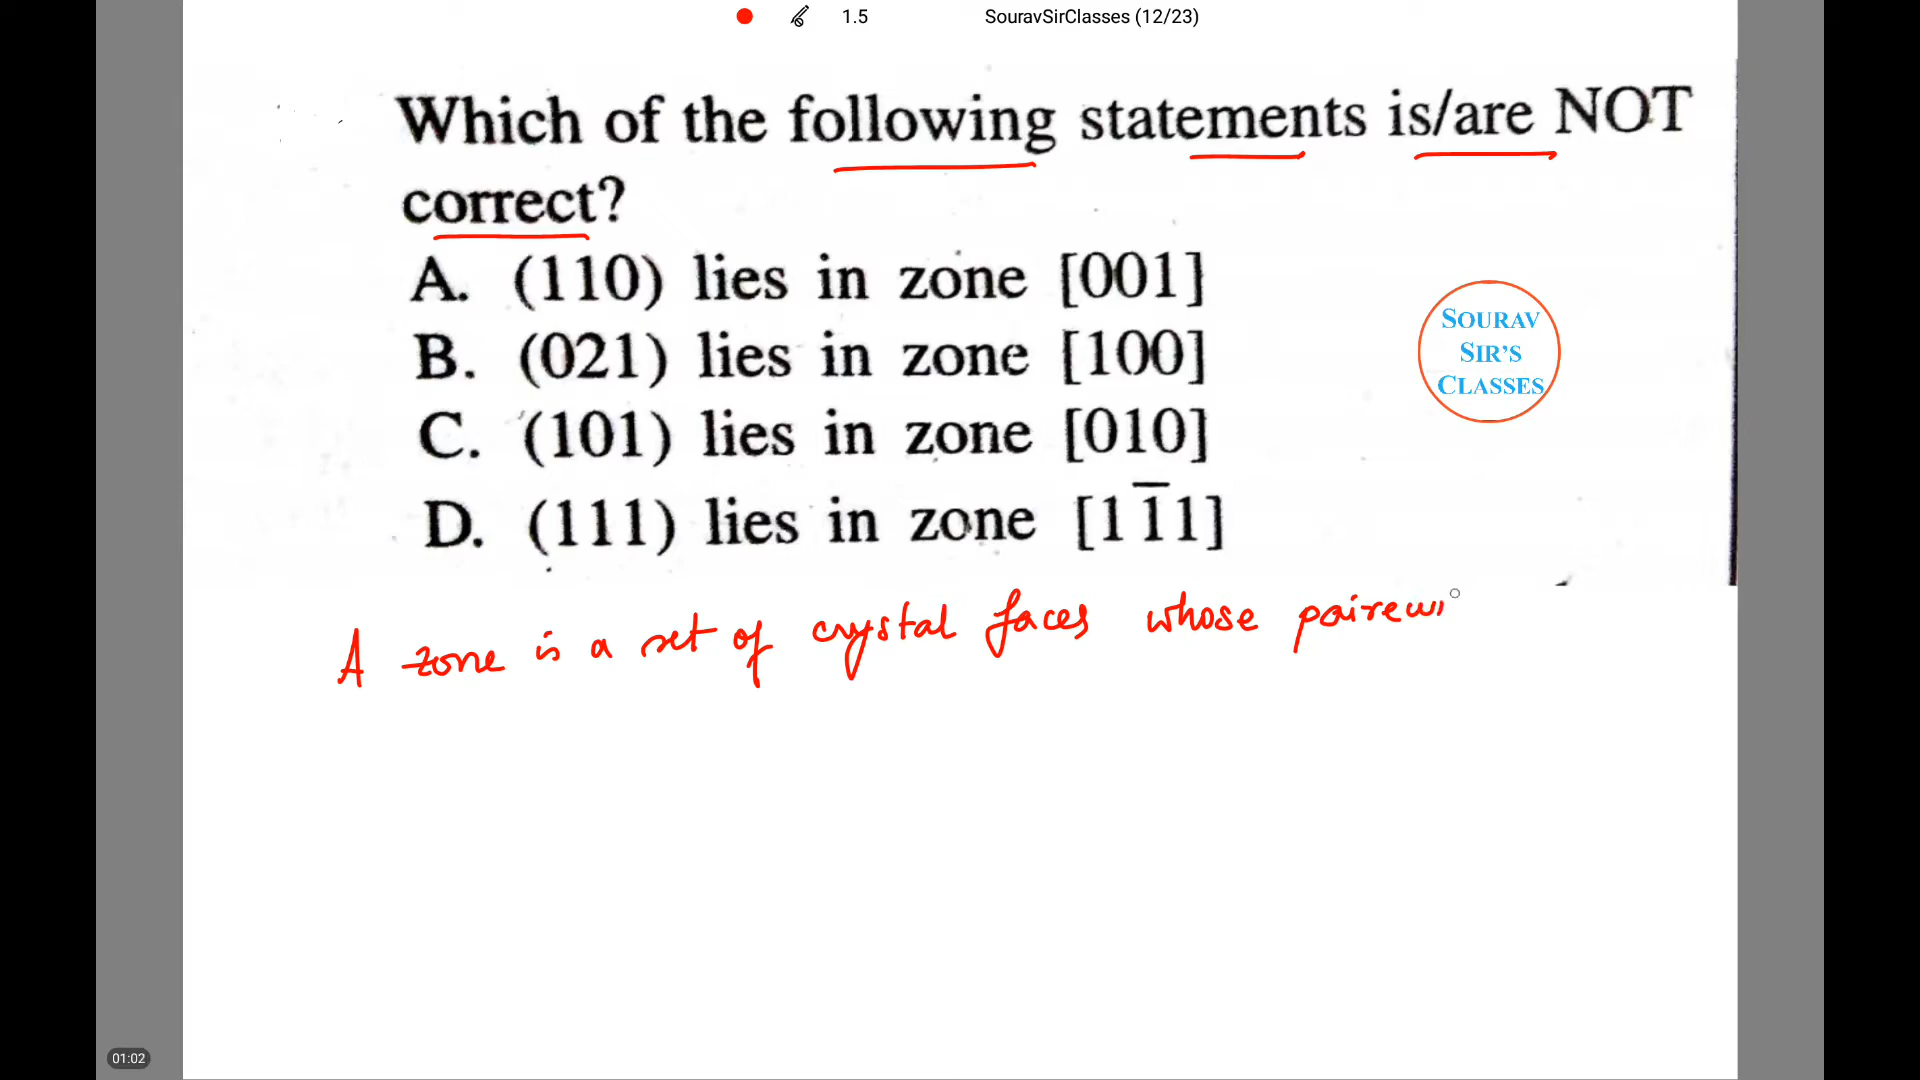 1.5 SouravSirClasses (12/23)
Which of the following statements is/are NOT
correct?
A. (110) lies in zone [001]
B. (021) lies in zone [100]
C. (101) lies in zone [010]
D. (111) lies in zone [11̅1]
SOURAV
SIR'S
CLASSES
A zone is a set of crystal faces whose pairewi
01:02